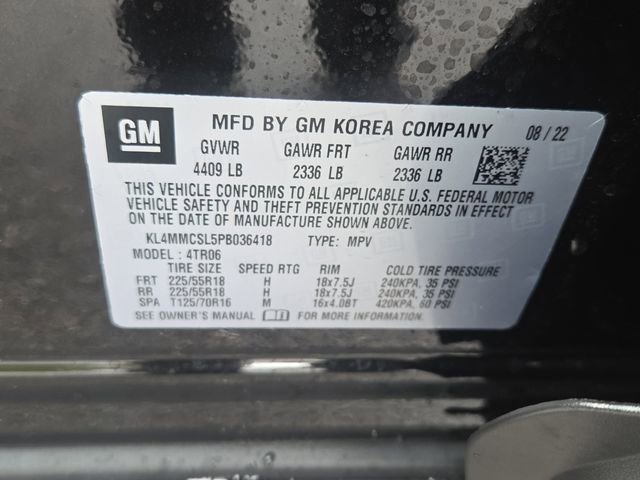 GM MFD BY GM KOREA COMPANY 08/22
GVWR GAWR FRT GAWR RR
4409 LB 2336 LB 2336 LB
THIS VEHICLE CONFORMS TO ALL APPLICABLE U.S. FEDERAL MOTOR
VEHICLE SAFETY AND THEFT PREVENTION STANDARDS IN EFFECT
ON THE DATE OF MANUFACTURE SHOWN ABOVE.
KL4MMCSL5PB036418 TYPE: MPV
MODEL : 4TR06
TIRE SIZE SPEED RTG RIM COLD TIRE PRESSURE
FRT 225/55R18 H 18x7.5J 240KPA, 35 PSI
RR 225/55R18 H 18x7.5J 240KPA, 35 PSI
SPA T125/70R16 M 16x4.0BT 420KPA, 60 PSI
SEE OWNER'S MANUAL FOR MORE INFORMATION.